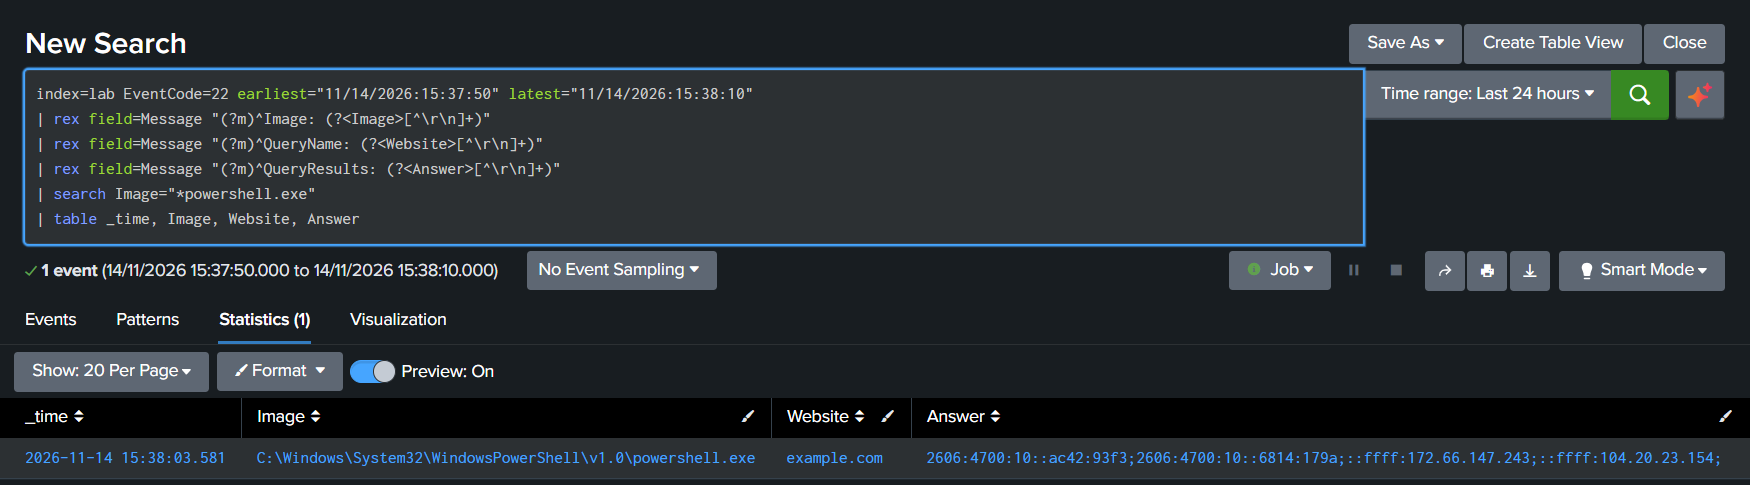 New Search
Save As
Create Table View
Close
index=lab EventCode=22 earliest="11/14/2026:15:37:50" latest="11/14/2026:15:38:10"
| rex field=Message "(?m)^Image: (?<Image>[^\r\n]+)"
| rex field=Message "(?m)^QueryName: (?<Website>[^\r\n]+)"
| rex field=Message "(?m)^QueryResults: (?<Answer>[^\r\n]+)"
| search Image="*powershell.exe"
| table _time, Image, Website, Answer
Time range: Last 24 hours
1 event (14/11/2026 15:37:50.000 to 14/11/2026 15:38:10.000)
No Event Sampling
Job
Smart Mode
Events
Patterns
Statistics (1)
Visualization
Show: 20 Per Page
Format
Preview: On
_time
Image
Website
Answer
2026-11-14 15:38:03.581
C:\Windows\System32\WindowsPowerShell\v1.0\powershell.exe
example.com
2606:4700:10::ac42:93f3;2606:4700:10::6814:179a;::ffff:172.66.147.243;::ffff:104.20.23.154;